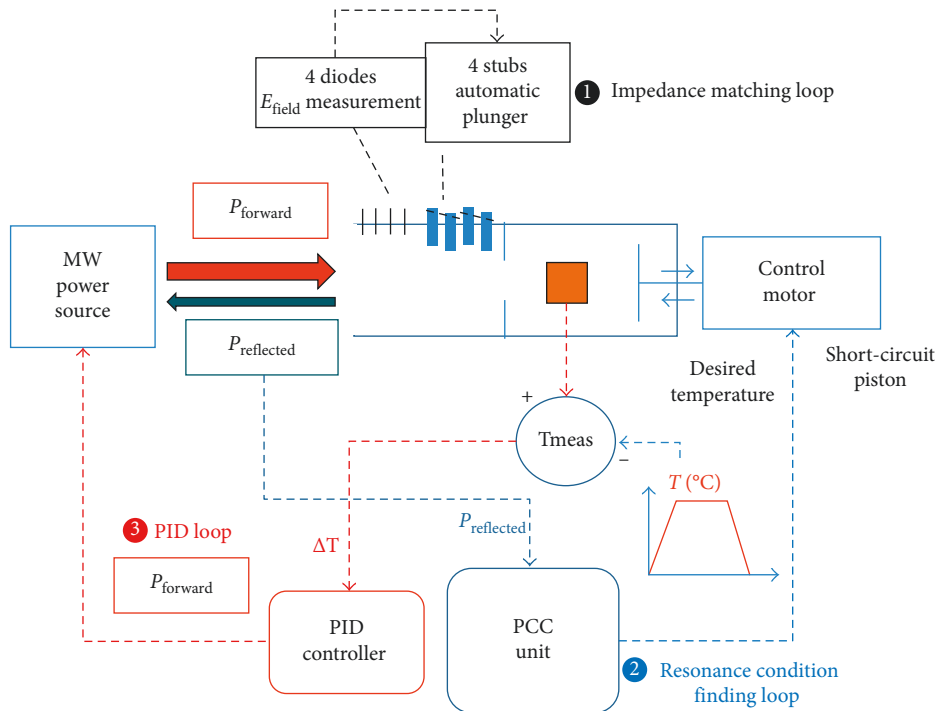 4 diodes
E_field measurement
4 stubs
automatic
plunger
1 Impedance matching loop
P_forward
MW
power
source
P_reflected
Control
motor
Short-circuit
piston
Desired
temperature
+
Tmeas
−
T (°C)
3 PID loop
ΔT
P_reflected
P_forward
PID
controller
PCC
unit
2 Resonance condition
finding loop